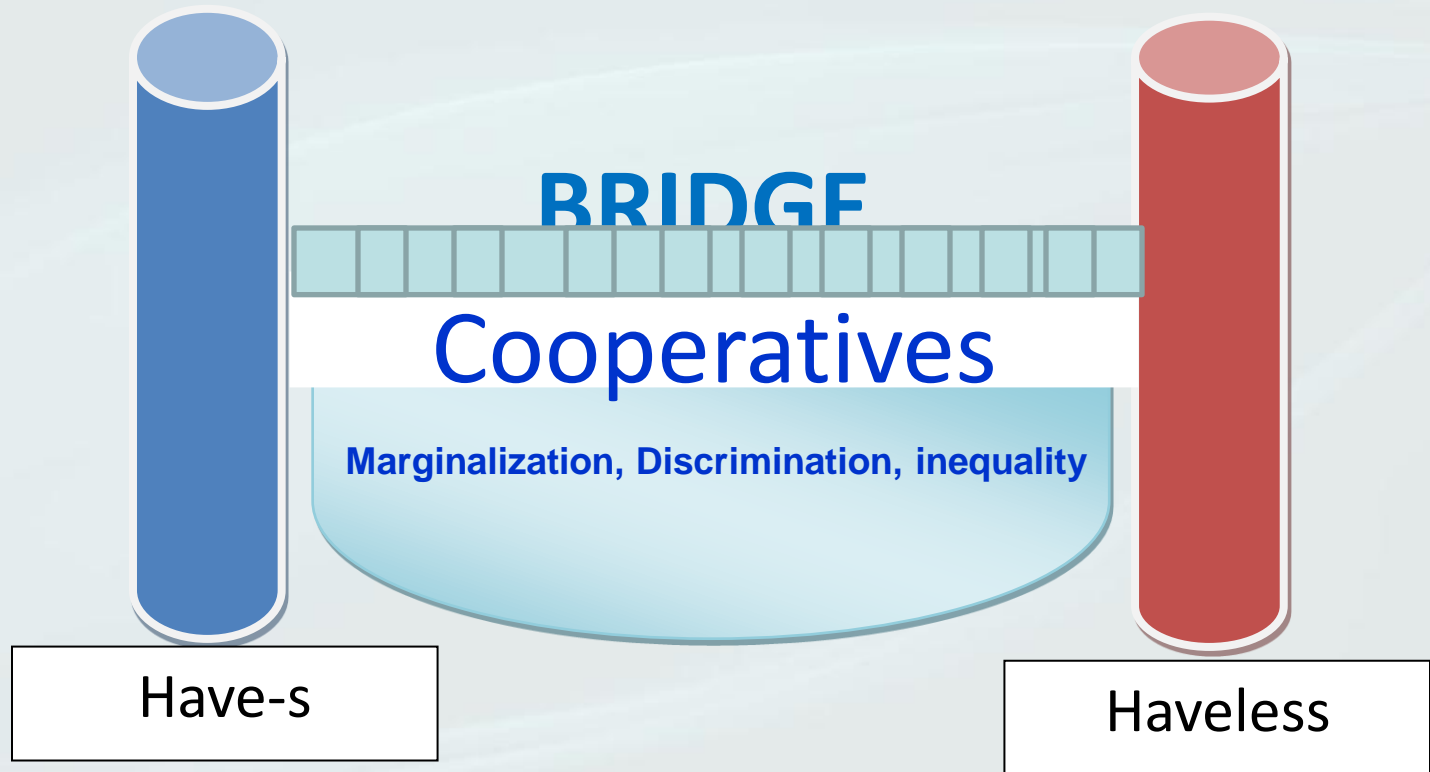 BRIDGE
Cooperatives
Marginalization, Discrimination, inequality
Have-s
Haveless